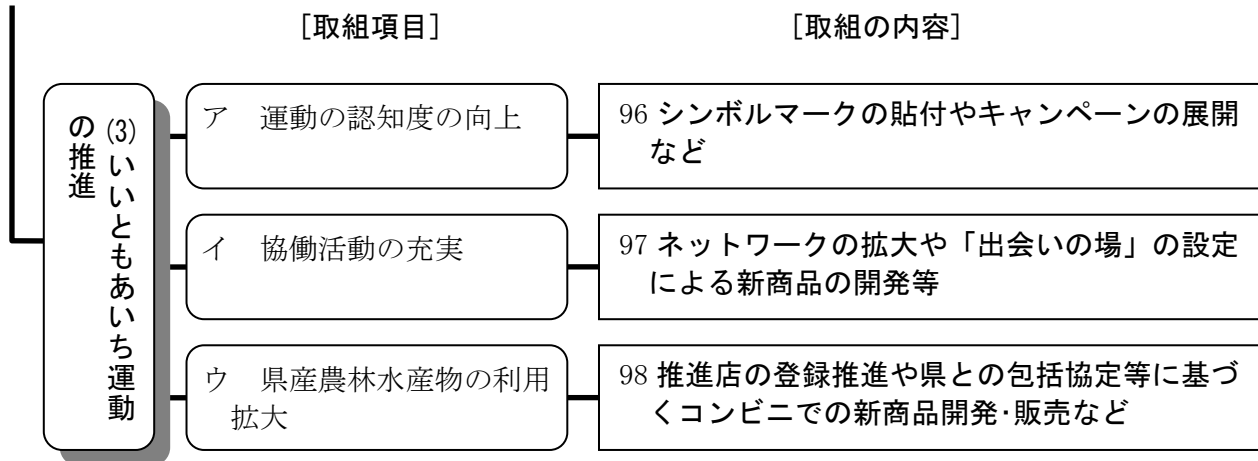 ［取組項目］
［取組の内容］
(3)いいともあいち運動
の推進
ア　運動の認知度の向上
96 シンボルマークの貼付やキャンペーンの展開
など
イ　協働活動の充実
97 ネットワークの拡大や「出会いの場」の設定
による新商品の開発等
ウ　県産農林水産物の利用
拡大
98 推進店の登録推進や県との包括協定等に基づ
くコンビニでの新商品開発･販売など